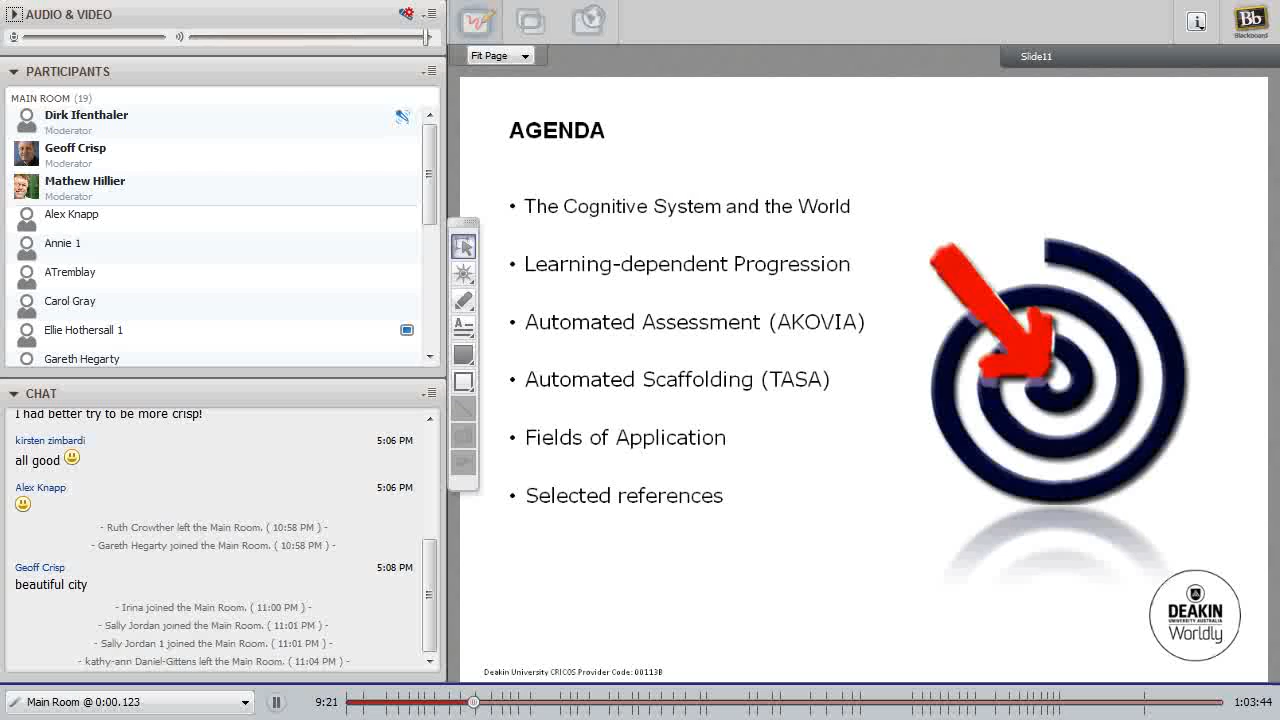 AUDIO & VIDEO
PARTICIPANTS
MAIN ROOM (19)
Dirk Ifenthaler
Moderator
Geoff Crisp
Moderator
Mathew Hillier
Moderator
Alex Knapp
Annie 1
ATremblay
Carol Gray
Ellie Hothersall 1
Gareth Hegarty
CHAT
I had better try to be more crisp!
kirsten zimbardi 5:06 PM
all good
Alex Knapp 5:06 PM
- Ruth Crowther left the Main Room. ( 10:58 PM ) -
- Gareth Hegarty joined the Main Room. ( 10:58 PM ) -
Geoff Crisp 5:08 PM
beautiful city
- Irina joined the Main Room. ( 11:00 PM ) -
- Sally Jordan joined the Main Room. ( 11:01 PM ) -
- Sally Jordan 1 joined the Main Room. ( 11:01 PM ) -
- kathy-ann Daniel-Gittens left the Main Room. ( 11:04 PM ) -
Bb
Blackboard
Fit Page
Slide11
AGENDA
• The Cognitive System and the World
• Learning-dependent Progression
• Automated Assessment (AKOVIA)
• Automated Scaffolding (TASA)
• Fields of Application
• Selected references
DEAKIN
UNIVERSITY AUSTRALIA
Worldly
Deakin University CRICOS Provider Code: 00113B
Main Room @ 0:00.123
9:21
1:03:44